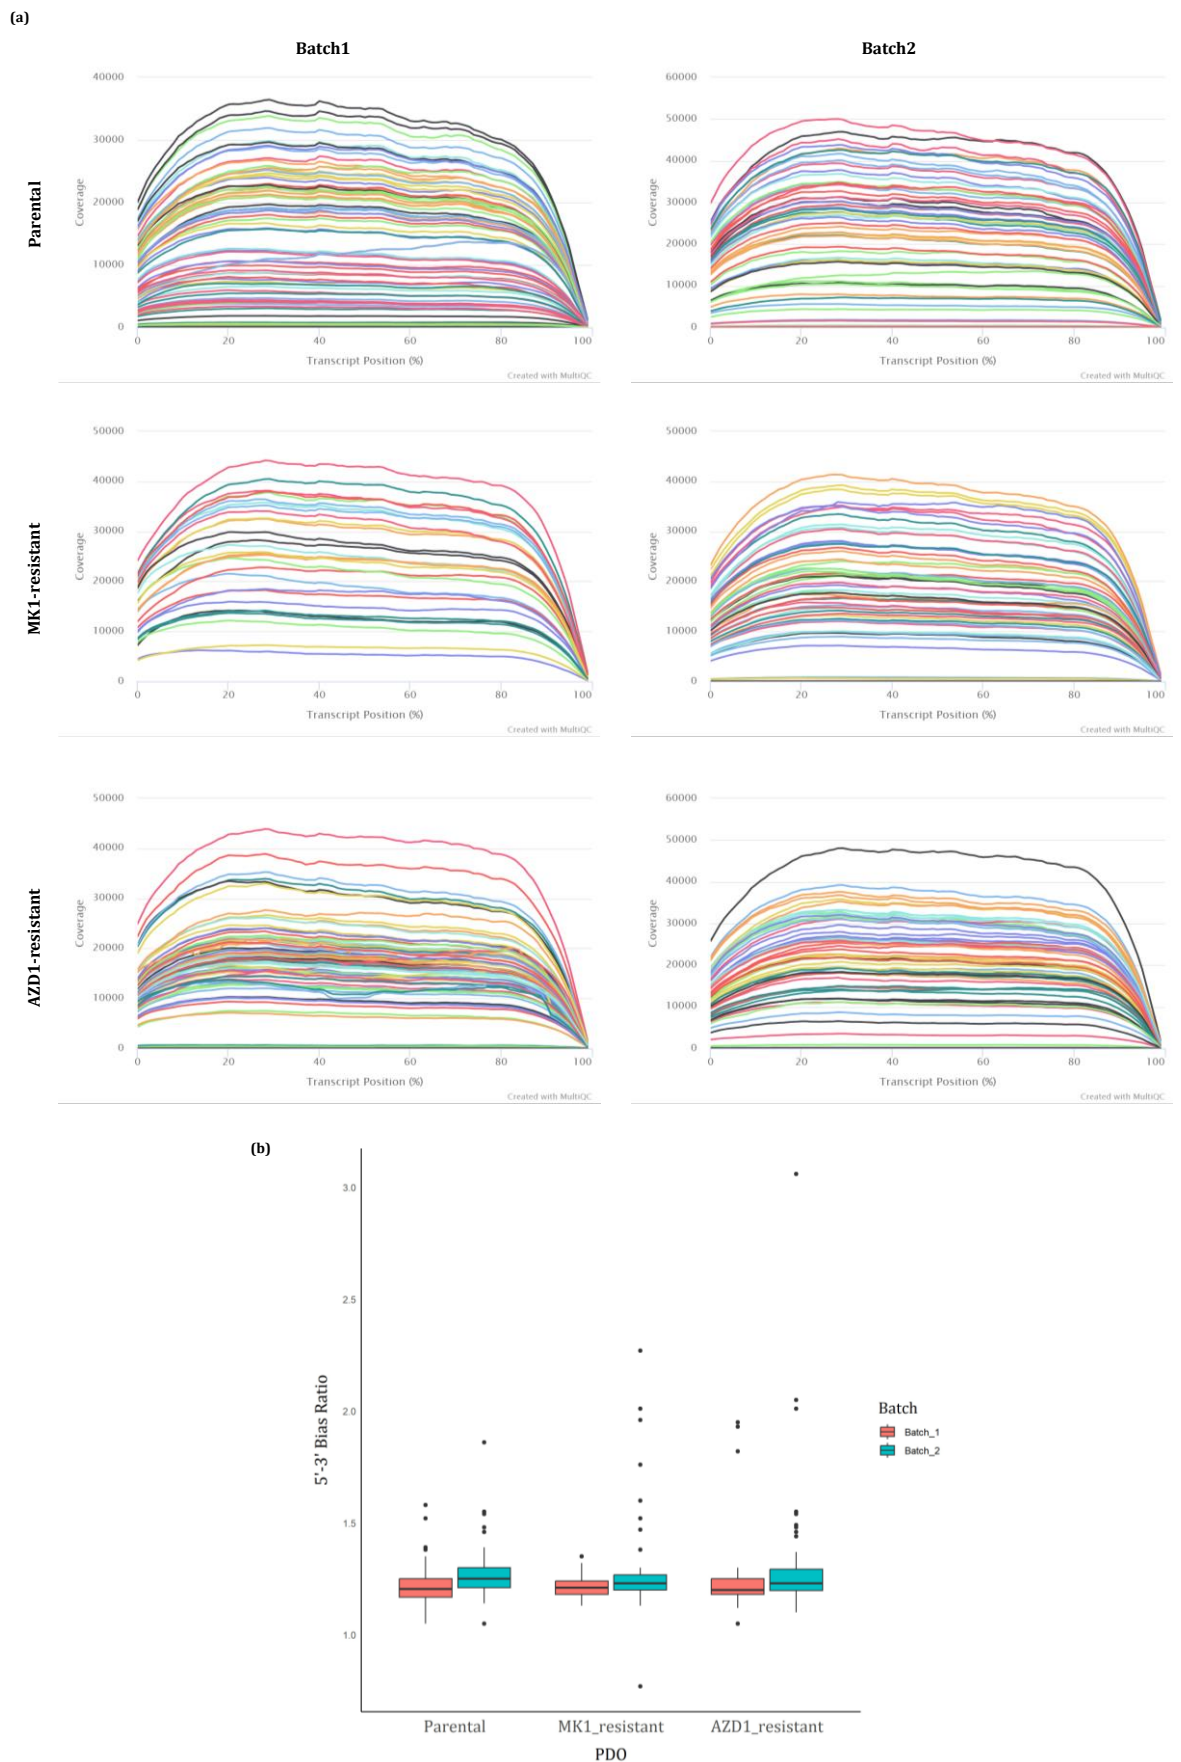 (a)
Batch1
Batch2
Parental
40000
30000
20000
10000
0
Coverage
0 20 40 60 80 100
Transcript Position (%)
Created with MultiQC
60000
50000
40000
30000
20000
10000
0
Coverage
0 20 40 60 80 100
Transcript Position (%)
Created with MultiQC
MK1-resistant
50000
40000
30000
20000
10000
0
Coverage
0 20 40 60 80 100
Transcript Position (%)
Created with MultiQC
50000
40000
30000
20000
10000
0
Coverage
0 20 40 60 80 100
Transcript Position (%)
Created with MultiQC
AZD1-resistant
50000
40000
30000
20000
10000
0
Coverage
0 20 40 60 80 100
Transcript Position (%)
Created with MultiQC
60000
50000
40000
30000
20000
10000
0
Coverage
0 20 40 60 80 100
Transcript Position (%)
Created with MultiQC
(b)
3.0
2.5
2.0
1.5
1.0
5'-3' Bias Ratio
Batch
Batch_1
Batch_2
Parental MK1_resistant AZD1_resistant
PDO